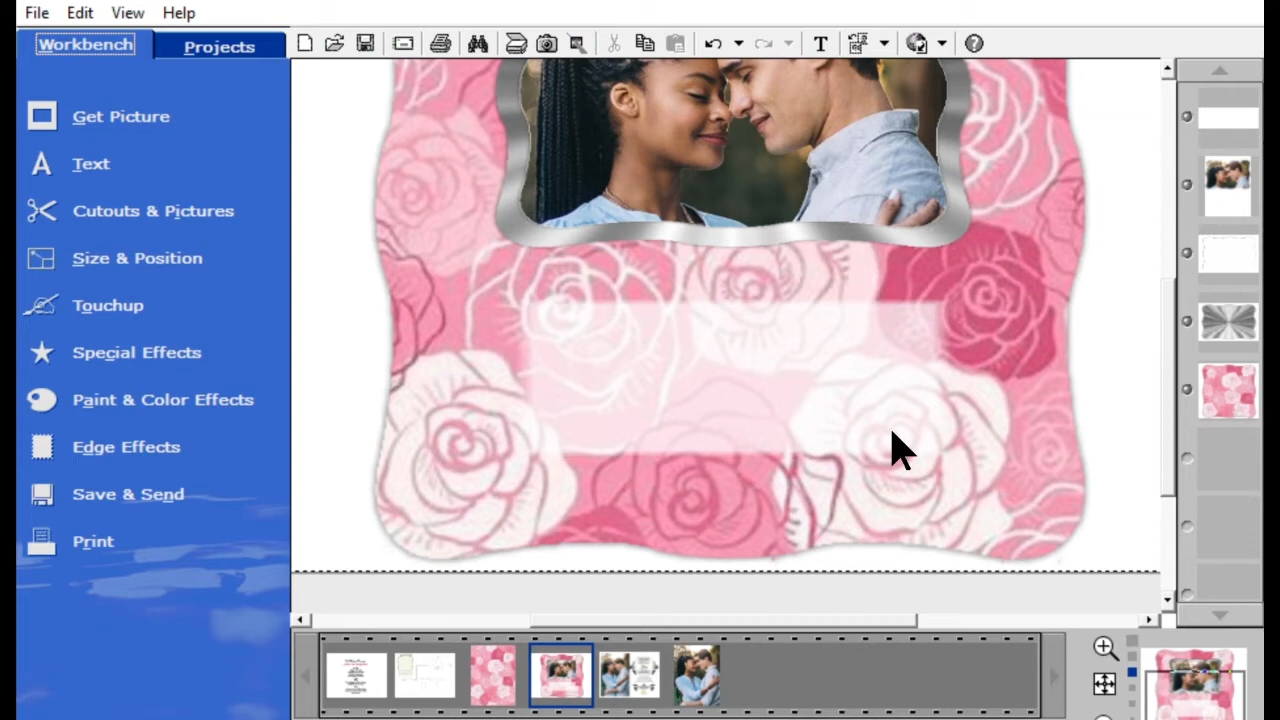 File Edit View Help
Workbench Projects
Get Picture
Text
Cutouts & Pictures
Size & Position
Touchup
Special Effects
Paint & Color Effects
Edge Effects
Save & Send
Print